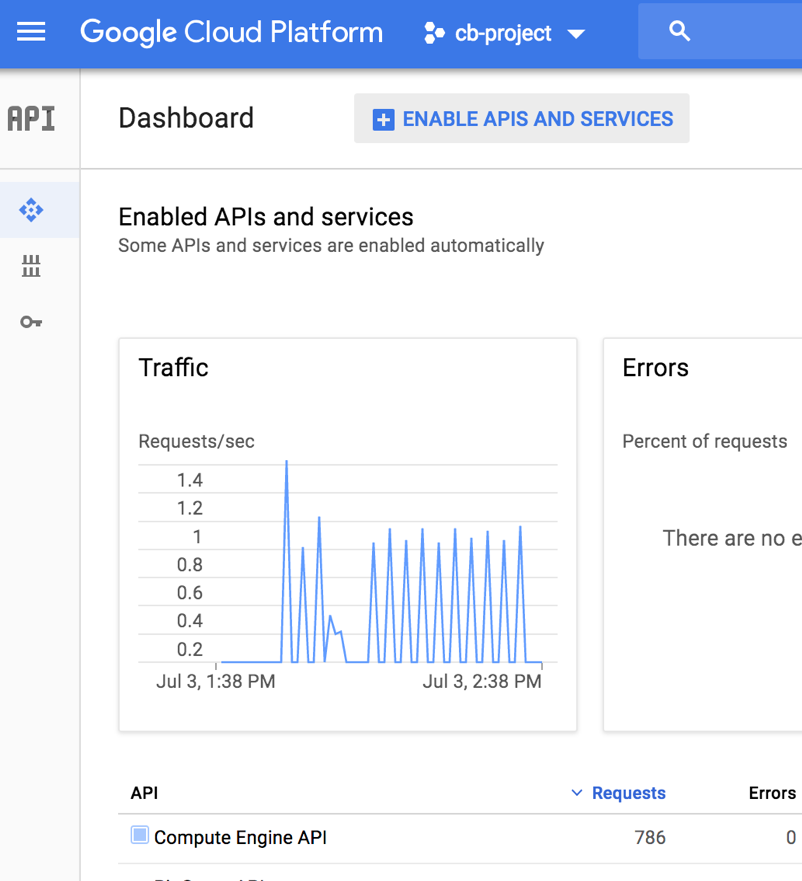 Google Cloud Platform
cb-project
API
Dashboard
ENABLE APIS AND SERVICES
Enabled APIs and services
Some APIs and services are enabled automatically
Traffic
Requests/sec
1.4
1.2
1
0.8
0.6
0.4
0.2
Jul 3, 1:38 PM
Jul 3, 2:38 PM
Errors
Percent of requests
There are no e
API
Requests
Errors
Compute Engine API
786
0